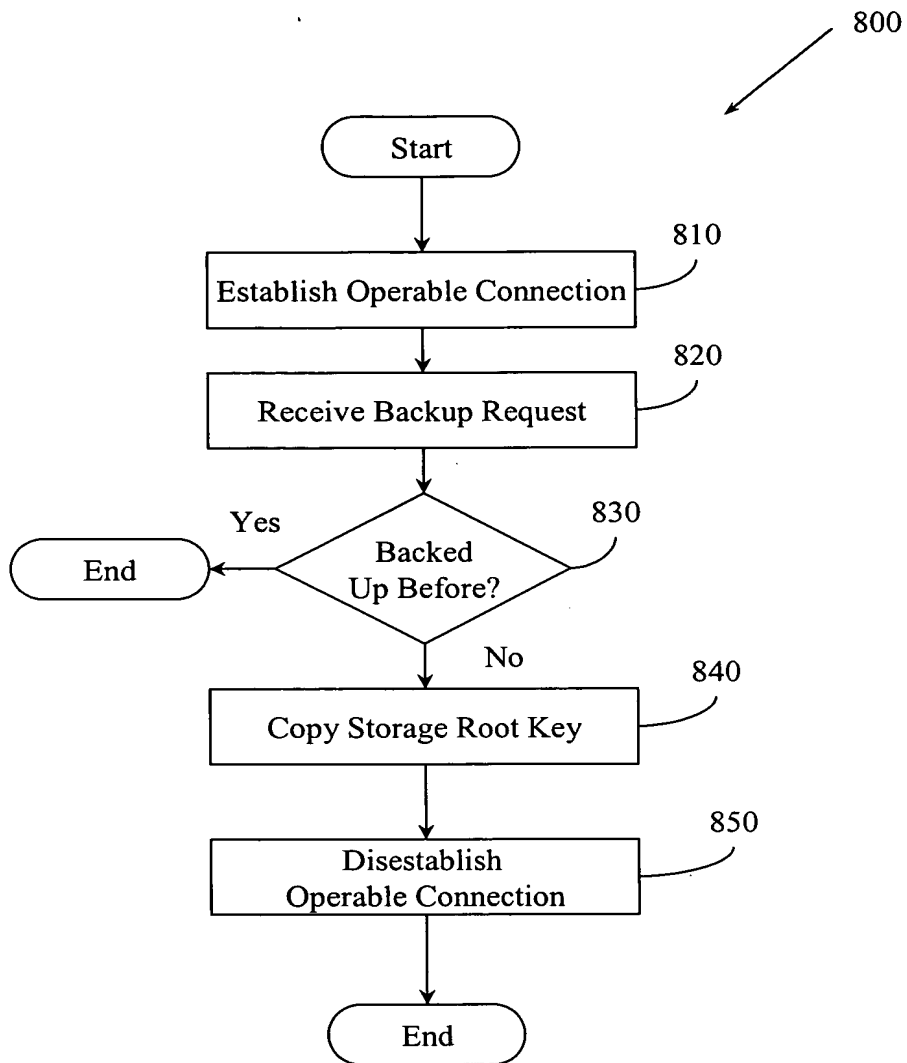 800
Start
810
Establish Operable Connection
820
Receive Backup Request
Yes
830
End
Backed
Up Before?
No
840
Copy Storage Root Key
850
Disestablish
Operable Connection
End